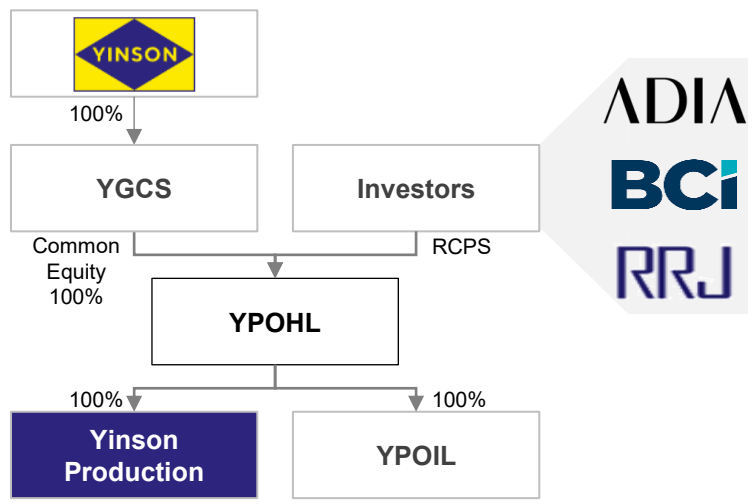 YINSON
100%
YGCS
Investors
ADIA
BCi
RRJ
Common
Equity
100%
RCPS
YPOHL
100%
100%
Yinson
Production
YPOIL